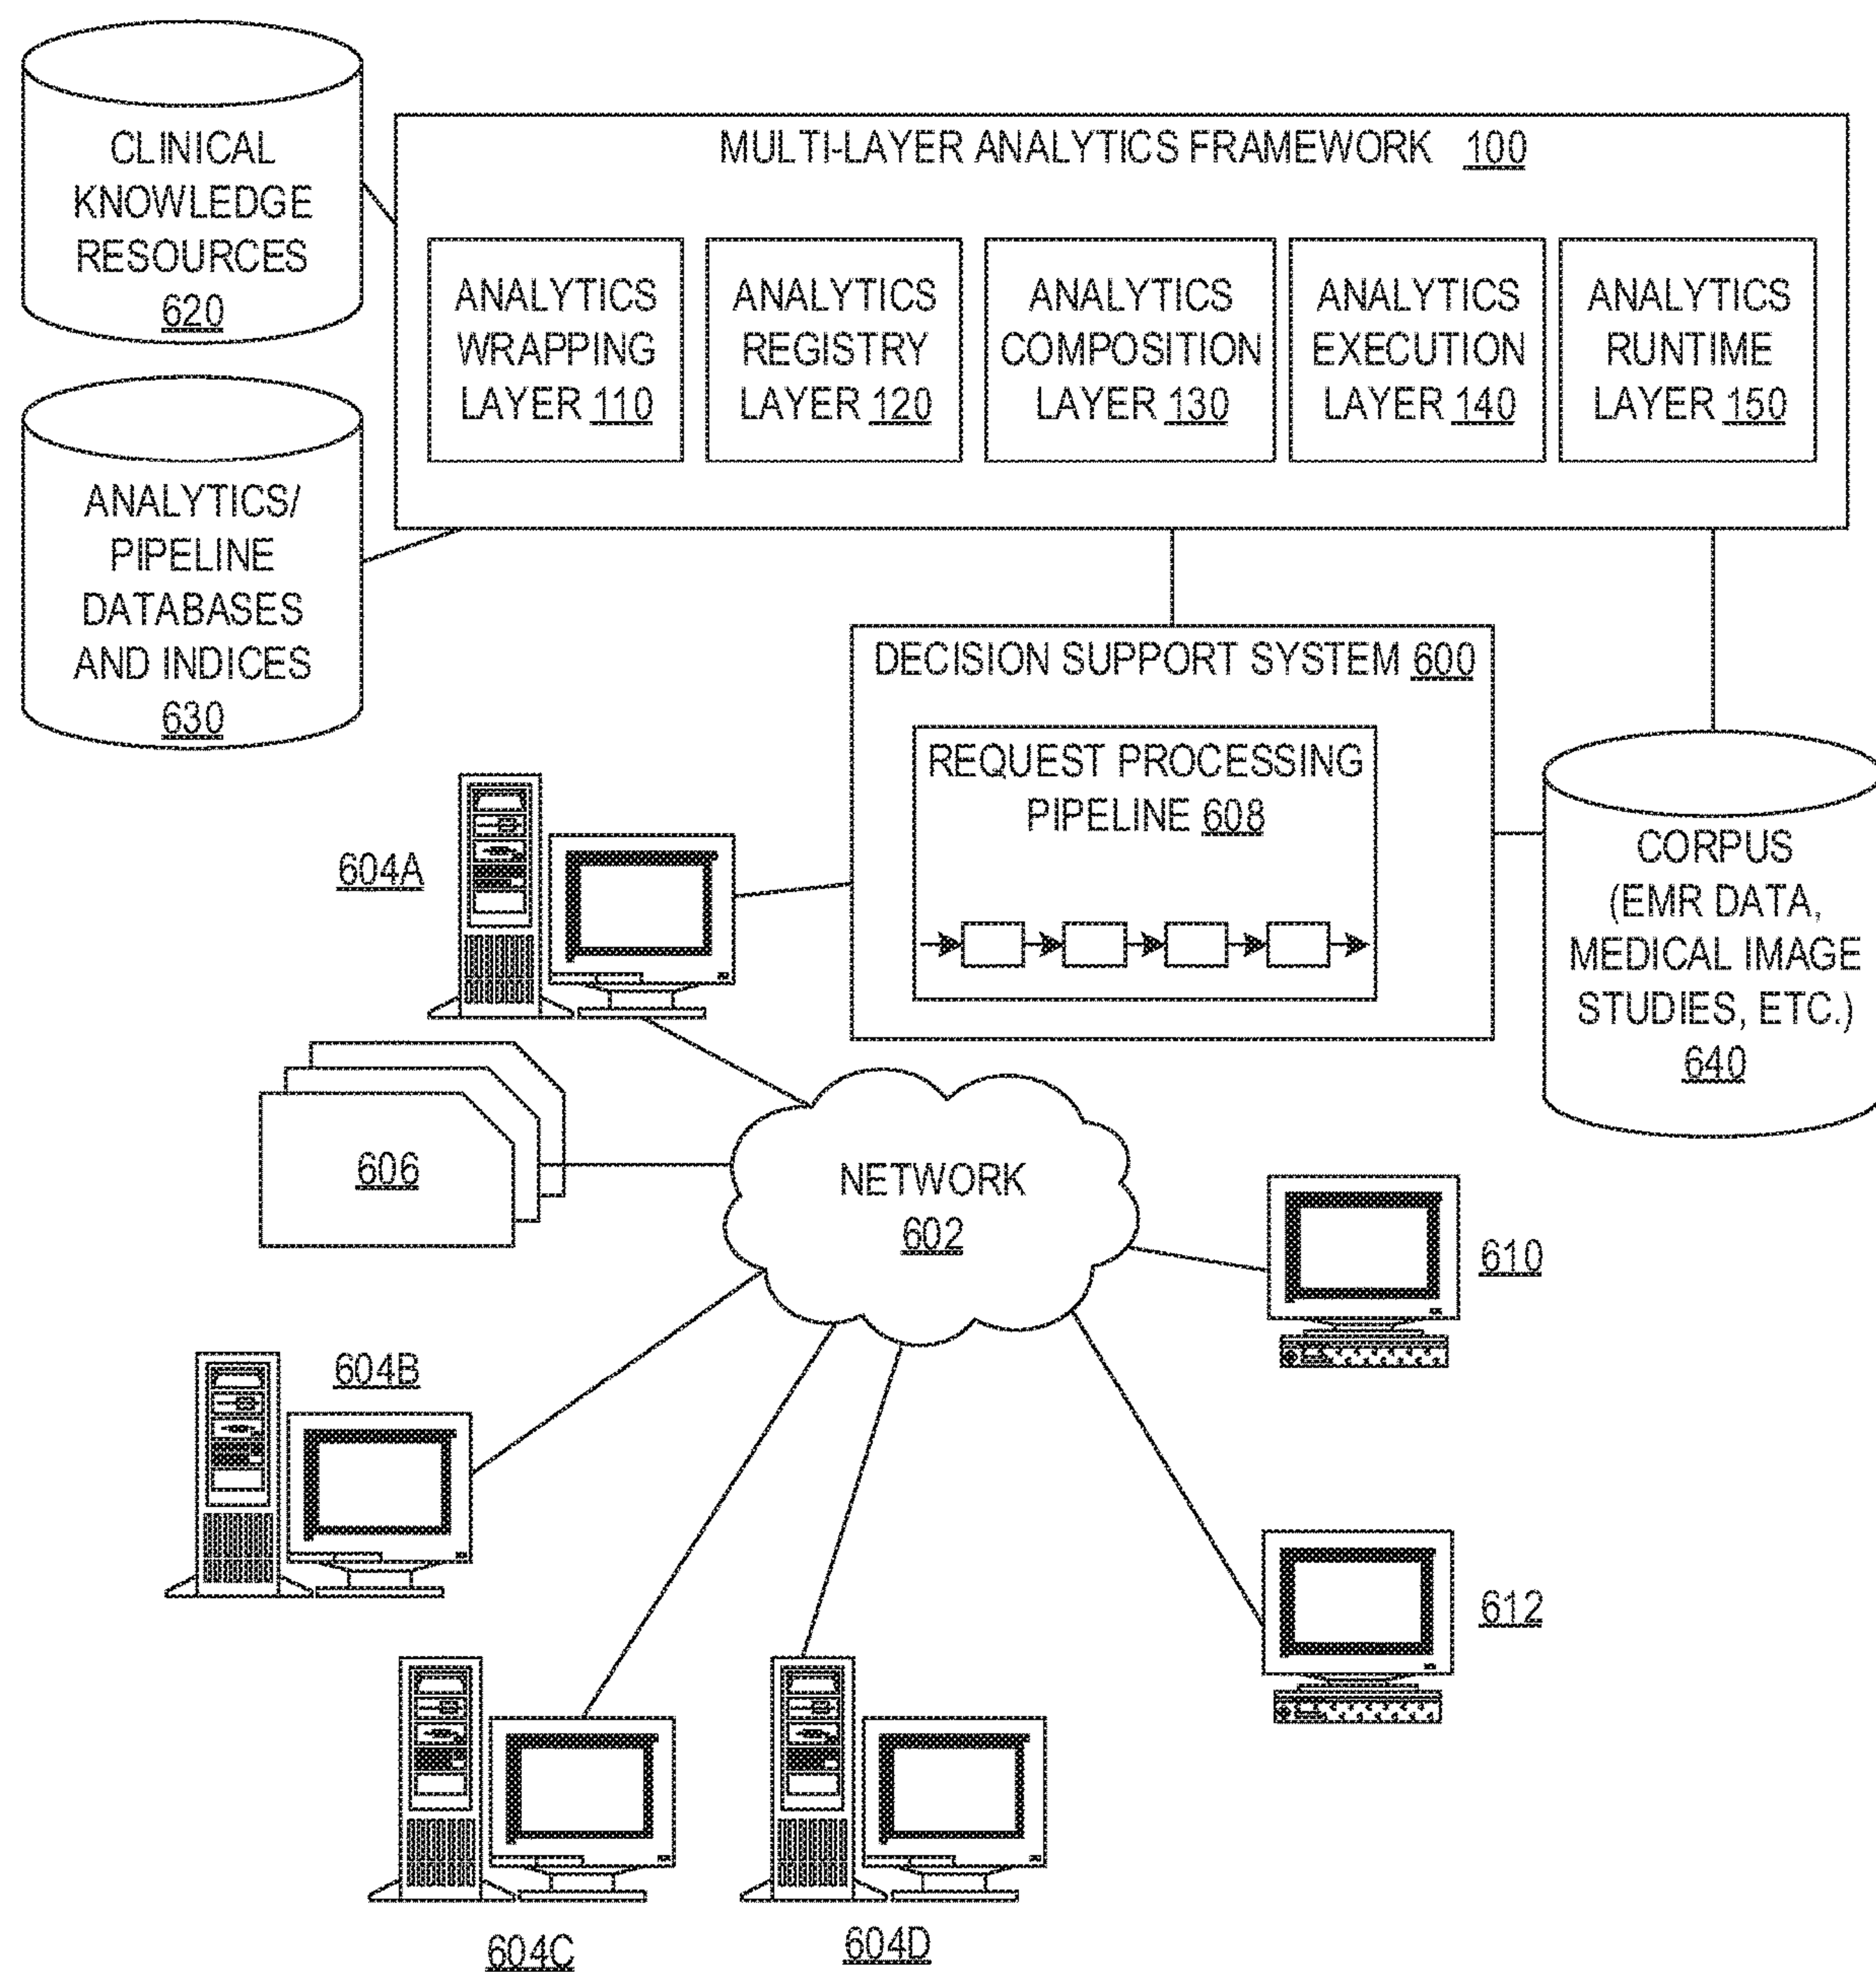 CLINICAL
KNOWLEDGE
RESOURCES
620
MULTI-LAYER ANALYTICS FRAMEWORK 100
ANALYTICS
WRAPPING
LAYER 110
ANALYTICS
REGISTRY
LAYER 120
ANALYTICS
COMPOSITION
LAYER 130
ANALYTICS
EXECUTION
LAYER 140
ANALYTICS
RUNTIME
LAYER 150
ANALYTICS/
PIPELINE
DATABASES
AND INDICES
630
DECISION SUPPORT SYSTEM 600
REQUEST PROCESSING
PIPELINE 608
CORPUS
(EMR DATA,
MEDICAL IMAGE
STUDIES, ETC.)
640
604A
606
NETWORK
602
610
604B
612
604C
604D